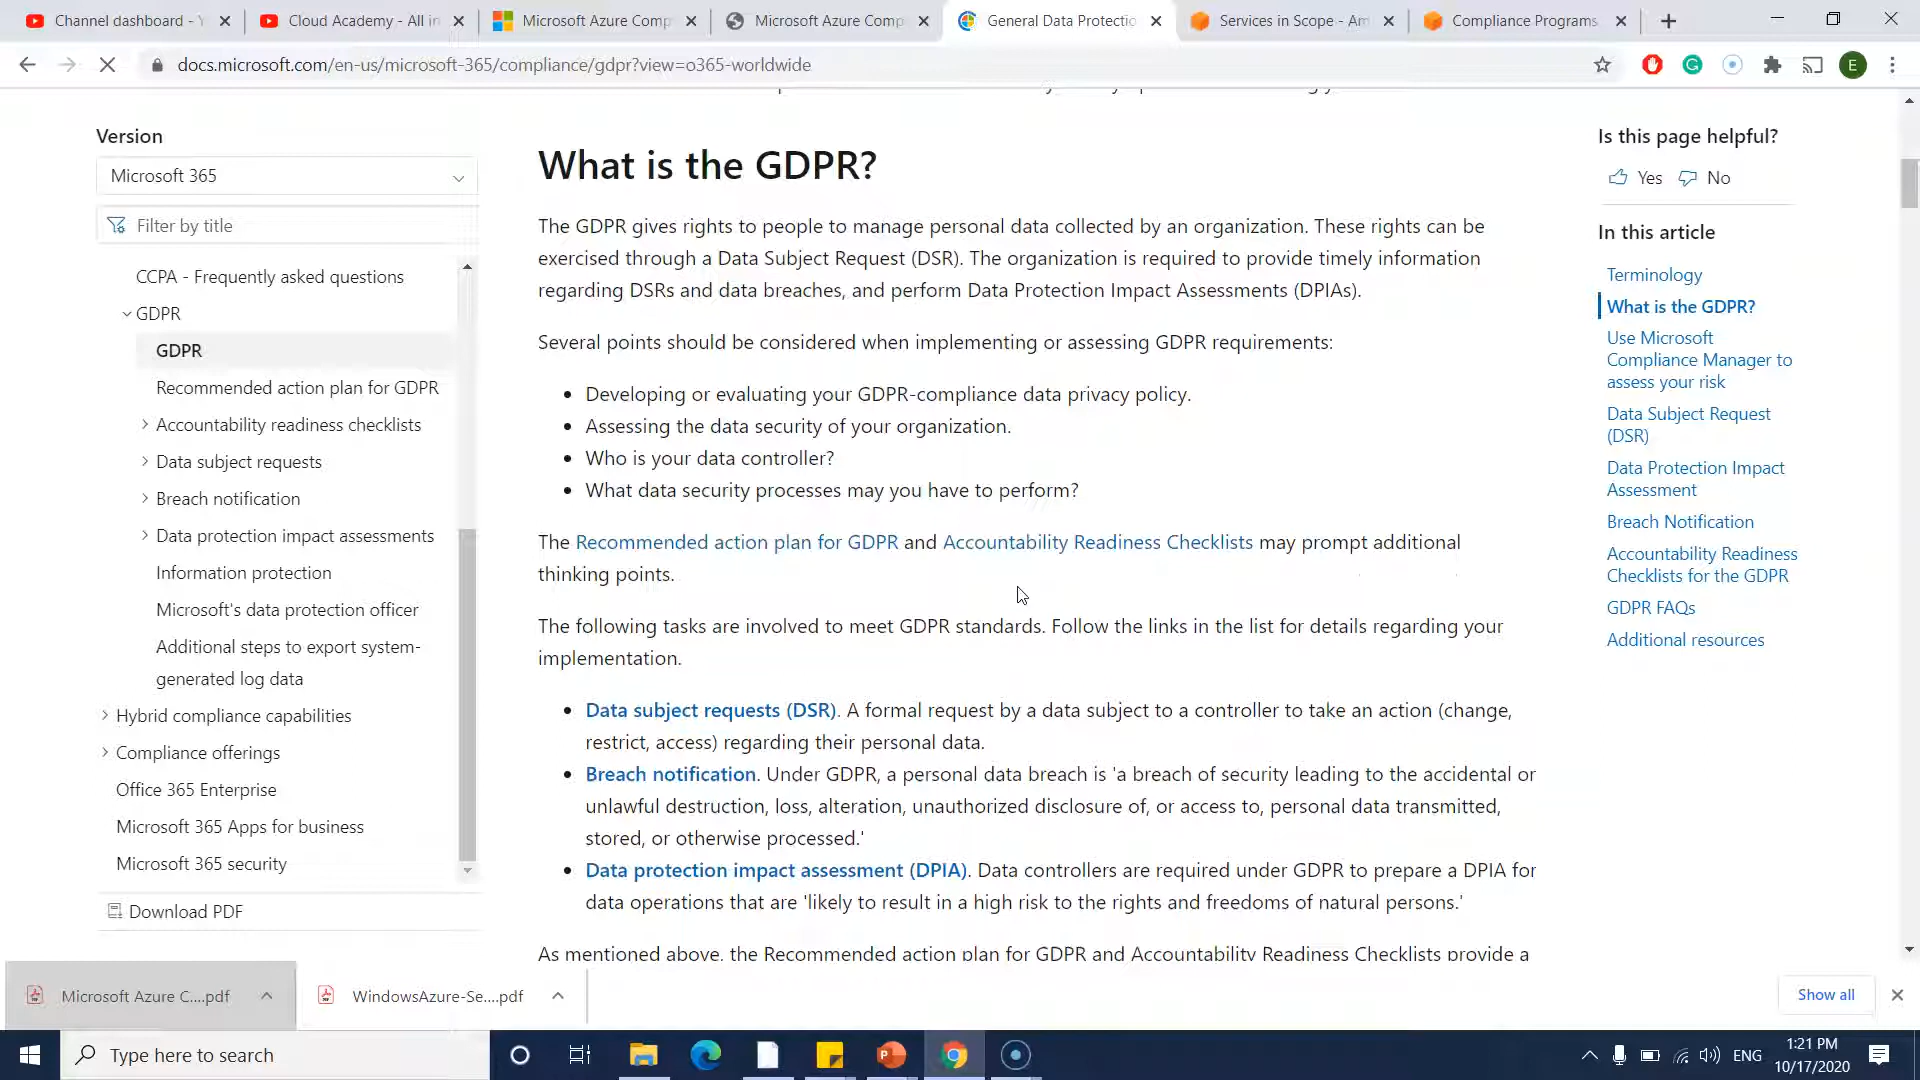 Channel dashboard - Y
Cloud Academy - All in
Microsoft Azure Comp
Microsoft Azure Comp
General Data Protectio
Services in Scope - Am
Compliance Programs
docs.microsoft.com/en-us/microsoft-365/compliance/gdpr?view=o365-worldwide
E
Version
Microsoft 365
Filter by title
CCPA - Frequently asked questions
GDPR
GDPR
Recommended action plan for GDPR
Accountability readiness checklists
Data subject requests
Breach notification
Data protection impact assessments
Information protection
Microsoft's data protection officer
Additional steps to export system-
generated log data
Hybrid compliance capabilities
Compliance offerings
Office 365 Enterprise
Microsoft 365 Apps for business
Microsoft 365 security
Download PDF
What is the GDPR?
The GDPR gives rights to people to manage personal data collected by an organization. These rights can be
exercised through a Data Subject Request (DSR). The organization is required to provide timely information
regarding DSRs and data breaches, and perform Data Protection Impact Assessments (DPIAs).
Several points should be considered when implementing or assessing GDPR requirements:
• Developing or evaluating your GDPR-compliance data privacy policy.
• Assessing the data security of your organization.
• Who is your data controller?
• What data security processes may you have to perform?
The Recommended action plan for GDPR and Accountability Readiness Checklists may prompt additional
thinking points.
The following tasks are involved to meet GDPR standards. Follow the links in the list for details regarding your
implementation.
• Data subject requests (DSR). A formal request by a data subject to a controller to take an action (change,
restrict, access) regarding their personal data.
• Breach notification. Under GDPR, a personal data breach is 'a breach of security leading to the accidental or
unlawful destruction, loss, alteration, unauthorized disclosure of, or access to, personal data transmitted,
stored, or otherwise processed.'
• Data protection impact assessment (DPIA). Data controllers are required under GDPR to prepare a DPIA for
data operations that are 'likely to result in a high risk to the rights and freedoms of natural persons.'
As mentioned above, the Recommended action plan for GDPR and Accountability Readiness Checklists provide a
Is this page helpful?
Yes No
In this article
Terminology
What is the GDPR?
Use Microsoft
Compliance Manager to
assess your risk
Data Subject Request
(DSR)
Data Protection Impact
Assessment
Breach Notification
Accountability Readiness
Checklists for the GDPR
GDPR FAQs
Additional resources
Microsoft Azure C....pdf
WindowsAzure-Se....pdf
Show all
Type here to search
ENG
1:21 PM
10/17/2020